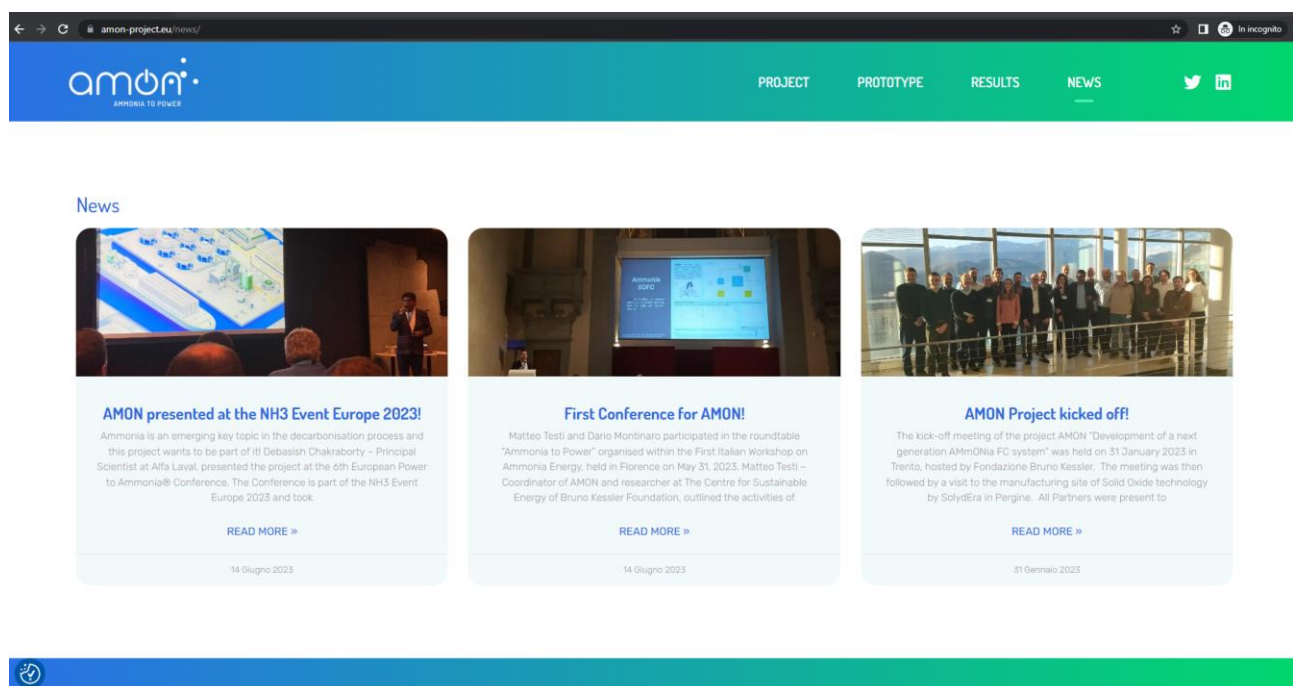 amon-project.eu/news/
In incognito
amon
AMMONIA TO POWER
PROJECT
PROTOTYPE
RESULTS
NEWS
in
News
Ammonia
SOFC
AMON presented at the NH3 Event Europe 2023!
Ammonia is an emerging key topic in the decarbonisation process and
this project wants to be part of it! Debasish Chakraborty – Principal
Scientist at Alfa Laval, presented the project at the 6th European Power
to Ammonia® Conference. The Conference is part of the NH3 Event
Europe 2023 and took
READ MORE »
14 Giugno 2023
First Conference for AMON!
Matteo Testi and Dario Montinaro participated in the roundtable
"Ammonia to Power" organised within the First Italian Workshop on
Ammonia Energy, held in Florence on May 31, 2023. Matteo Testi –
Coordinator of AMON and researcher at The Centre for Sustainable
Energy of Bruno Kessler Foundation, outlined the activities of
READ MORE »
14 Giugno 2023
AMON Project kicked off!
The kick-off meeting of the project AMON "Development of a next
generation AMmONia FC system" was held on 31 January 2023 in
Trento, hosted by Fondazione Bruno Kessler. The meeting was then
followed by a visit to the manufacturing site of Solid Oxide technology
by SolydEra in Pergine. All Partners were present to
READ MORE »
31 Gennaio 2023